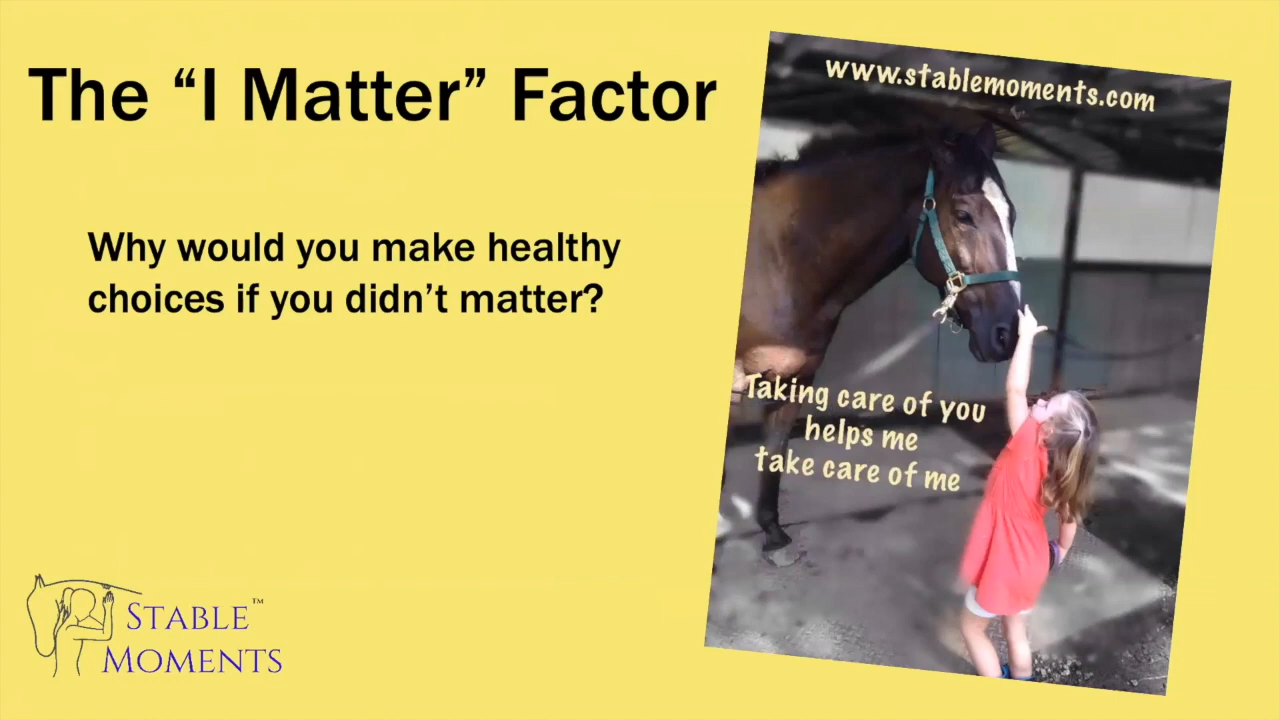 The “I Matter” Factor
Why would you make healthy
choices if you didn’t matter?
www.stablemoments.com
Taking care of you
helps me
take care of me
STABLE™
MOMENTS